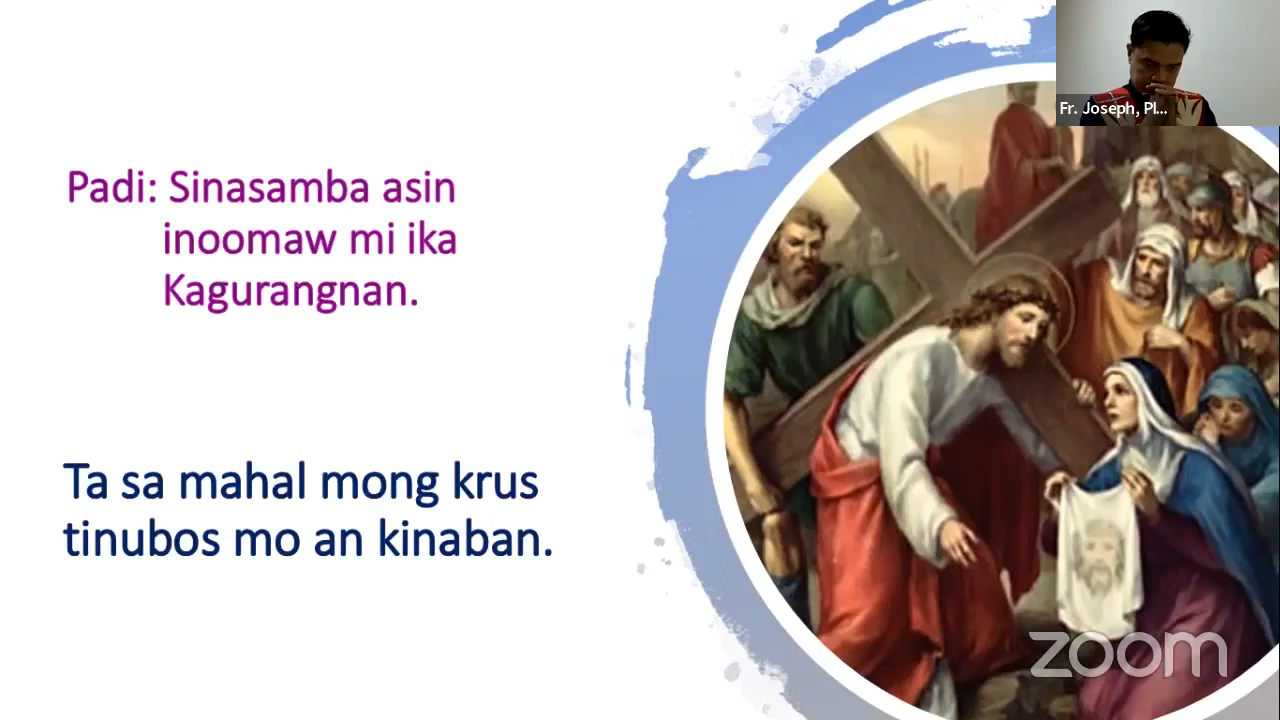 Fr. Joseph, Pl...
Padi: Sinasamba asin
inoomaw mi ika
Kagurangnan.
Ta sa mahal mong krus
tinubos mo an kinaban.
zoom